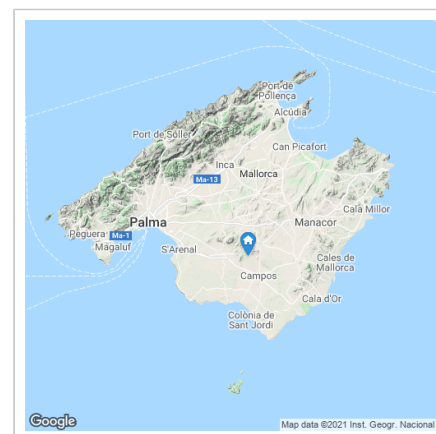 Port de
Pollença
Alcúdia
Port de Sóller
Can Picafort
Inca
Mallorca
Ma-13
Cala Millor
Palma
Manacor
Ma-1
Peguera
Magaluf
S'Arenal
Cales de
Mallorca
Campos
Cala d'Or
Colònia de
Sant Jordi
Google
Map data ©2021 Inst. Geogr. Nacional